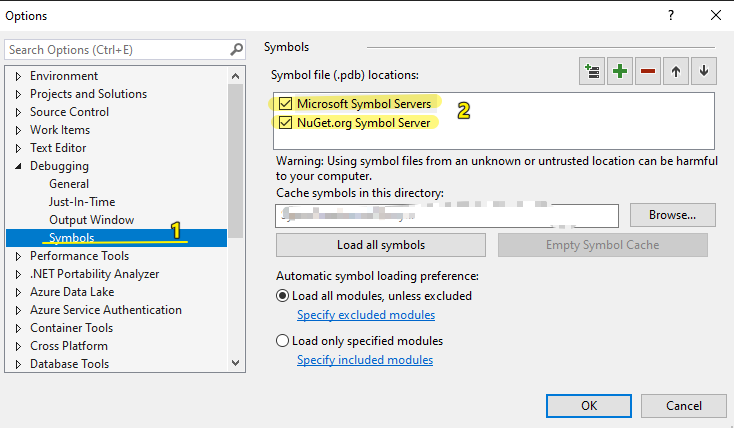 Options
Search Options (Ctrl+E)
Environment
Projects and Solutions
Source Control
Work Items
Text Editor
Debugging
General
Just-In-Time
Output Window
Symbols
1
Performance Tools
.NET Portability Analyzer
Azure Data Lake
Azure Service Authentication
Container Tools
Cross Platform
Database Tools
Symbols
Symbol file (.pdb) locations:
Microsoft Symbol Servers
NuGet.org Symbol Server
2
Warning: Using symbol files from an unknown or untrusted location can be harmful
to your computer.
Cache symbols in this directory:
Browse...
Load all symbols
Empty Symbol Cache
Automatic symbol loading preference:
Load all modules, unless excluded
Specify excluded modules
Load only specified modules
Specify included modules
OK
Cancel